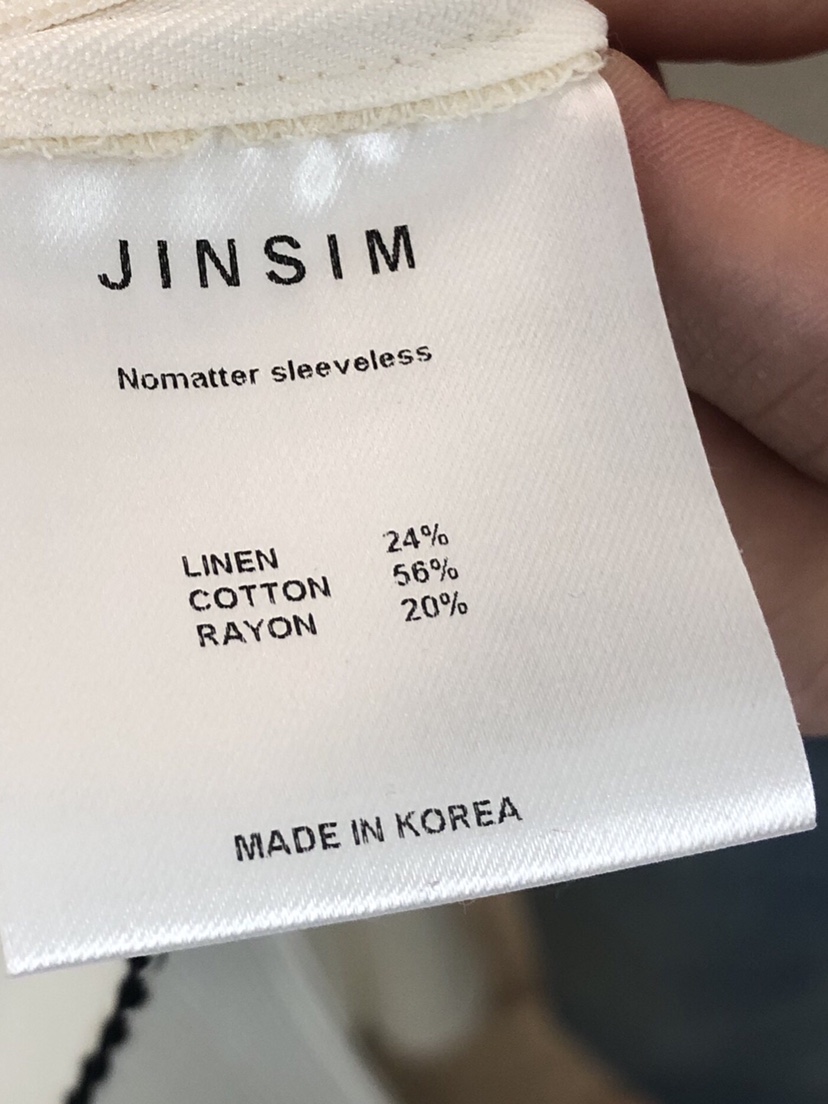 JINSIM
Nomatter sleeveless
LINEN 24%
COTTON 56%
RAYON 20%
MADE IN KOREA